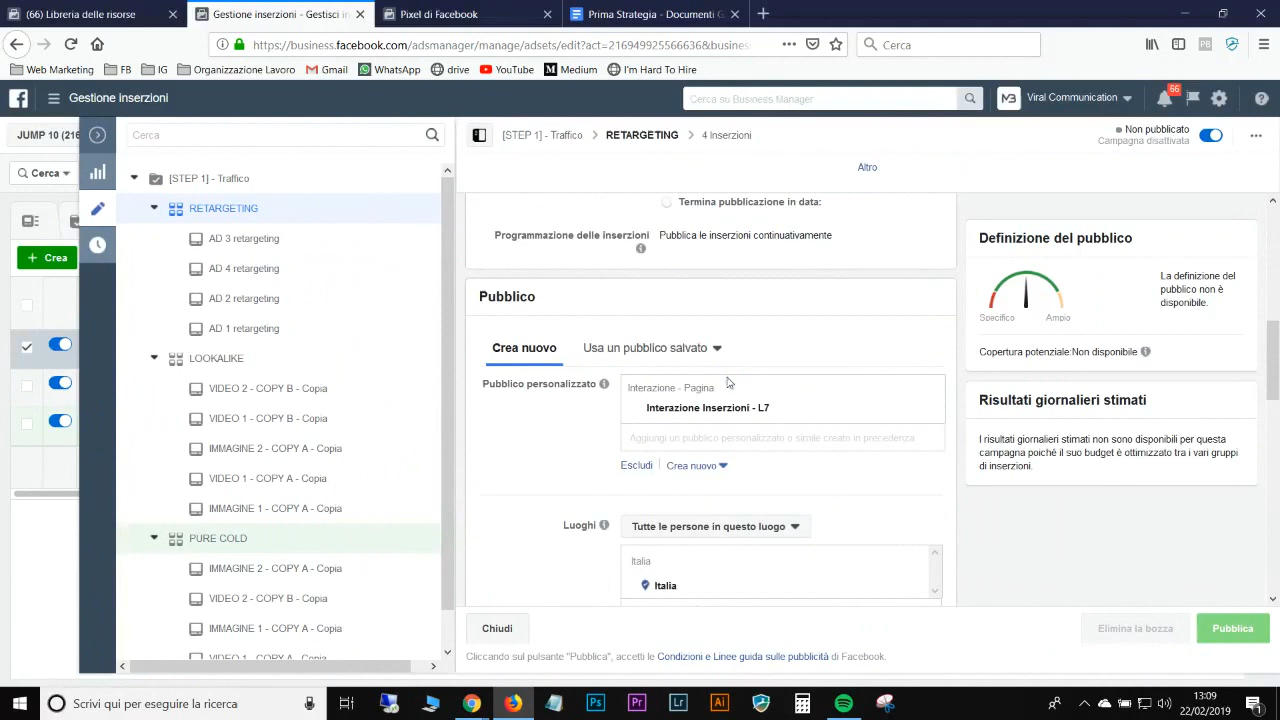 (66) - Libreria delle risorse
Gestione inserzioni - Gestisci i
Pixel di Facebook
Prima Strategia - Documenti G
https://business.facebook.com/adsmanager/manage/adsets/edit?act=216949925566636&busines
Cerca
Web Marketing
FB
IG
Organizzazione Lavoro
Gmail
WhatsApp
drive
YouTube
Medium
I'm Hard To Hire
Gestione inserzioni
Cerca su Business Manager
Viral Communication
66
JUMP 10 (216
Cerca
[STEP 1] - Traffico
RETARGETING
4 Inserzioni
Non pubblicato
Campagna disattivata
Cerca
Crea
[STEP 1] - Traffico
RETARGETING
AD 3 retargeting
AD 4 retargeting
AD 2 retargeting
AD 1 retargeting
LOOKALIKE
VIDEO 2 - COPY B - Copia
VIDEO 1 - COPY B - Copia
IMMAGINE 2 - COPY A - Copia
VIDEO 1 - COPY A - Copia
IMMAGINE 1 - COPY A - Copia
PURE COLD
IMMAGINE 2 - COPY A - Copia
VIDEO 2 - COPY B - Copia
IMMAGINE 1 - COPY A - Copia
VIDEO 1 - COPY A - Copia
Altro
Termina pubblicazione in data:
Programmazione delle inserzioni
Pubblica le inserzioni continuativamente
Pubblico
Crea nuovo
Usa un pubblico salvato
Pubblico personalizzato
Interazione - Pagina
Interazione Inserzioni - L7
Aggiungi un pubblico personalizzato o simile creato in precedenza
Escludi
Crea nuovo
Luoghi
Tutte le persone in questo luogo
Italia
Italia
Definizione del pubblico
Specifico
Ampio
La definizione del
pubblico non è
disponibile.
Copertura potenziale:Non disponibile
Risultati giornalieri stimati
I risultati giornalieri stimati non sono disponibili per questa
campagna poiché il suo budget è ottimizzato tra i vari gruppi
di inserzioni.
Chiudi
Elimina la bozza
Pubblica
Cliccando sul pulsante "Pubblica", accetti le Condizioni e Linee guida sulle pubblicità di Facebook.
Scrivi qui per eseguire la ricerca
13:09
22/02/2019